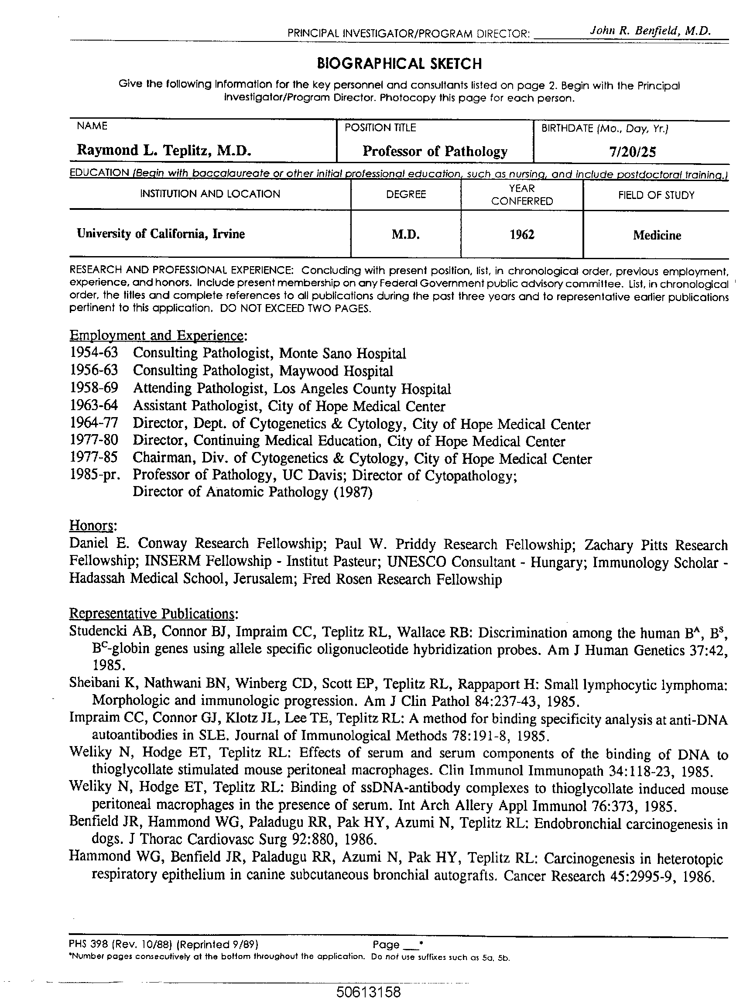 PRINCIPAL INVESTIGATOR/PROGRAM DIRECTOR: John R. Benfield, M.D.
BIOGRAPHICAL SKETCH
Give the following information for the key personnel and consultants listed on page 2. Begin with the Principal
Investigator/Program Director. Photocopy this page for each person.
NAME POSITION TITLE BIRTHDATE (Mo., Day, Yr.)
Raymond L. Teplitz, M.D. Professor of Pathology 7/20/25
EDUCATION (Begin with baccalaureate or other initial professional education, such as nursing, and include postdoctoral training.)
INSTITUTION AND LOCATION DEGREE YEAR CONFERRED FIELD OF STUDY
University of California, Irvine M.D. 1962 Medicine
RESEARCH AND PROFESSIONAL EXPERIENCE: Concluding with present position, list, in chronological order, previous employment,
experience, and honors. Include present membership on any Federal Government public advisory committee. List, in chronological
order, the titles and complete references to all publications during the past three years and to representative earlier publications
pertinent to this application. DO NOT EXCEED TWO PAGES.
Employment and Experience:
1954-63 Consulting Pathologist, Monte Sano Hospital
1956-63 Consulting Pathologist, Maywood Hospital
1958-69 Attending Pathologist, Los Angeles County Hospital
1963-64 Assistant Pathologist, City of Hope Medical Center
1964-77 Director, Dept. of Cytogenetics & Cytology, City of Hope Medical Center
1977-80 Director, Continuing Medical Education, City of Hope Medical Center
1977-85 Chairman, Div. of Cytogenetics & Cytology, City of Hope Medical Center
1985-pr. Professor of Pathology, UC Davis; Director of Cytopathology;
Director of Anatomic Pathology (1987)
Honors:
Daniel E. Conway Research Fellowship; Paul W. Priddy Research Fellowship; Zachary Pitts Research
Fellowship; INSERM Fellowship - Institut Pasteur; UNESCO Consultant - Hungary; Immunology Scholar -
Hadassah Medical School, Jerusalem; Fred Rosen Research Fellowship
Representative Publications:
Studencki AB, Connor BJ, Impraim CC, Teplitz RL, Wallace RB: Discrimination among the human Bᴬ, Bˢ,
Bᶜ-globin genes using allele specific oligonucleotide hybridization probes. Am J Human Genetics 37:42,
1985.
Sheibani K, Nathwani BN, Winberg CD, Scott EP, Teplitz RL, Rappaport H: Small lymphocytic lymphoma:
Morphologic and immunologic progression. Am J Clin Pathol 84:237-43, 1985.
Impraim CC, Connor GJ, Klotz JL, Lee TE, Teplitz RL: A method for binding specificity analysis at anti-DNA
autoantibodies in SLE. Journal of Immunological Methods 78:191-8, 1985.
Weliky N, Hodge ET, Teplitz RL: Effects of serum and serum components of the binding of DNA to
thioglycollate stimulated mouse peritoneal macrophages. Clin Immunol Immunopath 34:118-23, 1985.
Weliky N, Hodge ET, Teplitz RL: Binding of ssDNA-antibody complexes to thioglycollate induced mouse
peritoneal macrophages in the presence of serum. Int Arch Allery Appl Immunol 76:373, 1985.
Benfield JR, Hammond WG, Paladugu RR, Pak HY, Azumi N, Teplitz RL: Endobronchial carcinogenesis in
dogs. J Thorac Cardiovasc Surg 92:880, 1986.
Hammond WG, Benfield JR, Paladugu RR, Azumi N, Pak HY, Teplitz RL: Carcinogenesis in heterotopic
respiratory epithelium in canine subcutaneous bronchial autografts. Cancer Research 45:2995-9, 1986.
PHS 398 (Rev. 10/88) (Reprinted 9/89) Page __*
*Number pages consecutively at the bottom throughout the application. Do not use suffixes such as 5a, 5b.
50613158